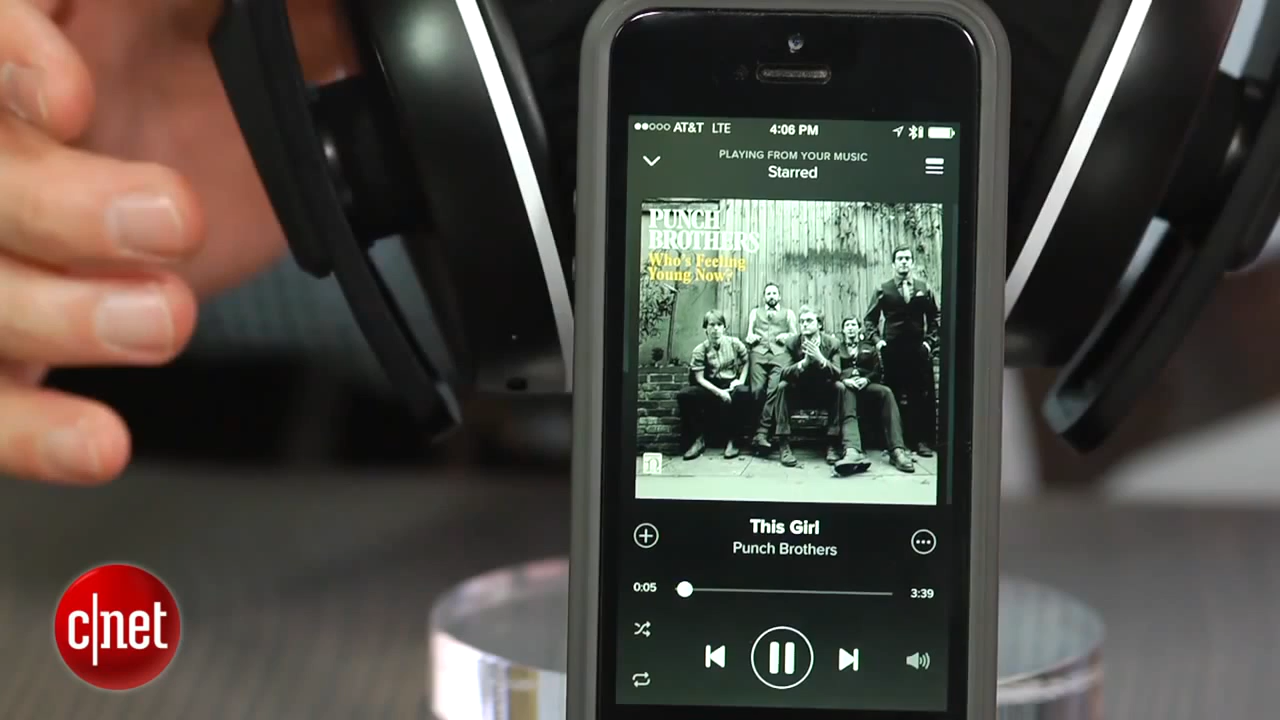 AT&T LTE 4:06 PM
PLAYING FROM YOUR MUSIC
Starred
PUNCH
BROTHERS
Who's Feeling
Young Now?
This Girl
Punch Brothers
0:05 3:39
c|net